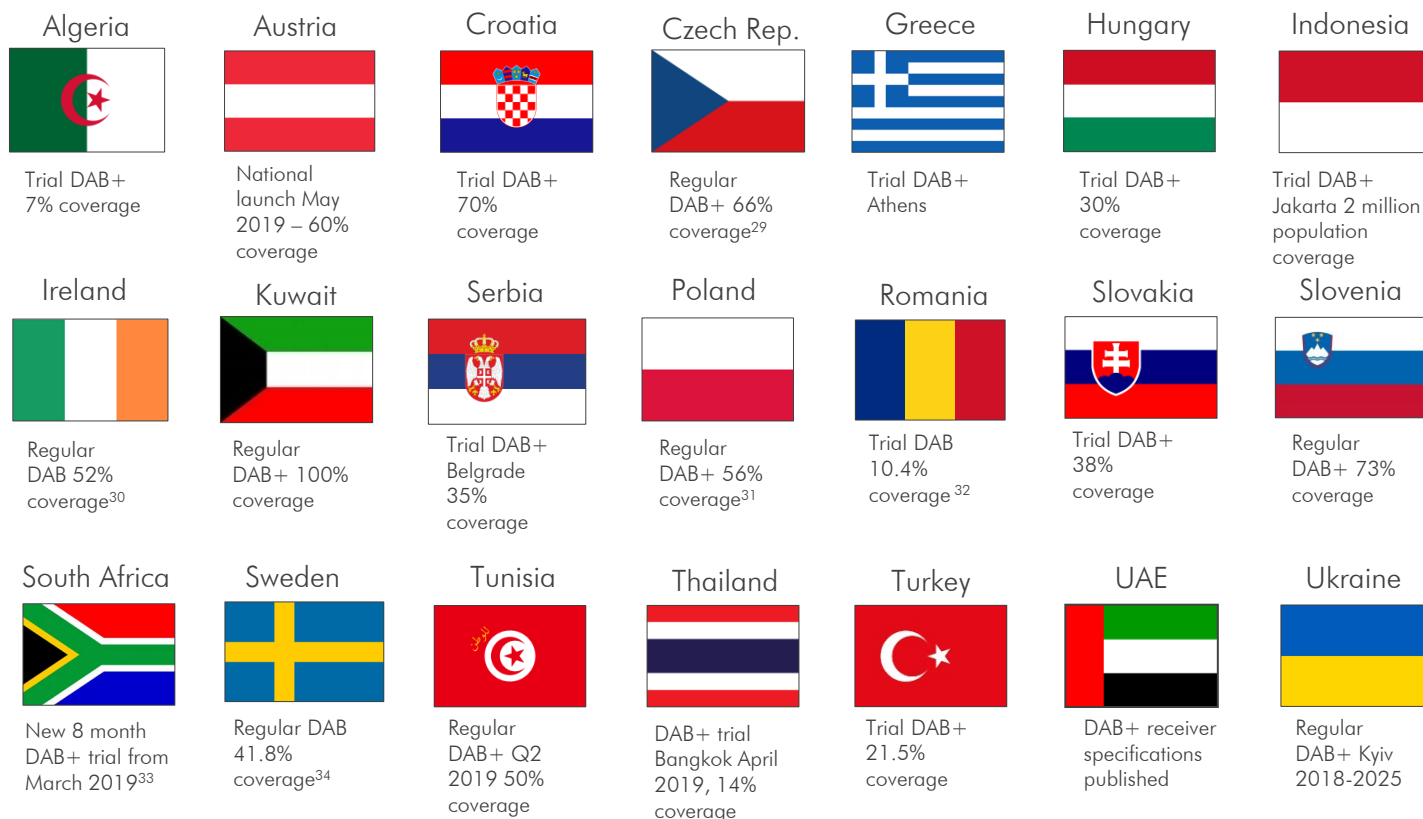 Algeria
Trial DAB+
7% coverage
Austria
National
launch May
2019 – 60%
coverage
Croatia
Trial DAB+
70%
coverage
Czech Rep.
Regular
DAB+ 66%
coverage29
Greece
Trial DAB+
Athens
Hungary
Trial DAB+
30%
coverage
Indonesia
Trial DAB+
Jakarta 2 million
population
coverage
Ireland
Regular
DAB 52%
coverage30
Kuwait
Regular
DAB+ 100%
coverage
Serbia
Trial DAB+
Belgrade
35%
coverage
Poland
Regular
DAB+ 56%
coverage31
Romania
Trial DAB
10.4%
coverage 32
Slovakia
Trial DAB+
38%
coverage
Slovenia
Regular
DAB+ 73%
coverage
South Africa
New 8 month
DAB+ trial from
March 201933
Sweden
Regular DAB
41.8%
coverage34
Tunisia
للوطن
Regular
DAB+ Q2
2019 50%
coverage
Thailand
DAB+ trial
Bangkok April
2019, 14%
coverage
Turkey
Trial DAB+
21.5%
coverage
UAE
DAB+ receiver
specifications
published
Ukraine
Regular
DAB+ Kyiv
2018-2025